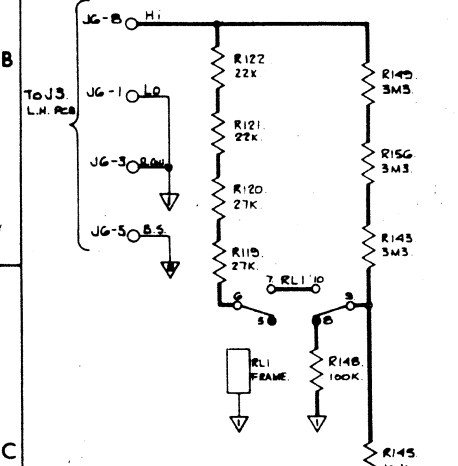 J6-8 Hi
B
R122.
22K.
R149.
3M3.
TO J3.
L.H. PCB
J6-1 LO
R121.
22K.
J6-3
R156.
3M3.
R120.
27K.
J6-5 B.S.
R119.
27K.
R143.
3M3.
7 RL1 10
6
9
5
8
RL1
FRAME.
R148.
100K.
1
1
C
R145.